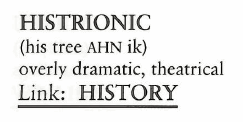 HISTRIONIC
(his tree AHN ik)
overly dramatic, theatrical
Link: HISTORY